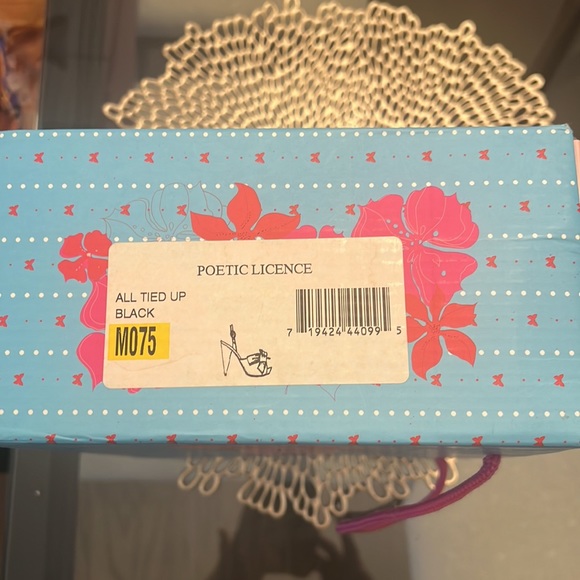 POETIC LICENCE
ALL TIED UP
BLACK
M075
7 19424 44099 5